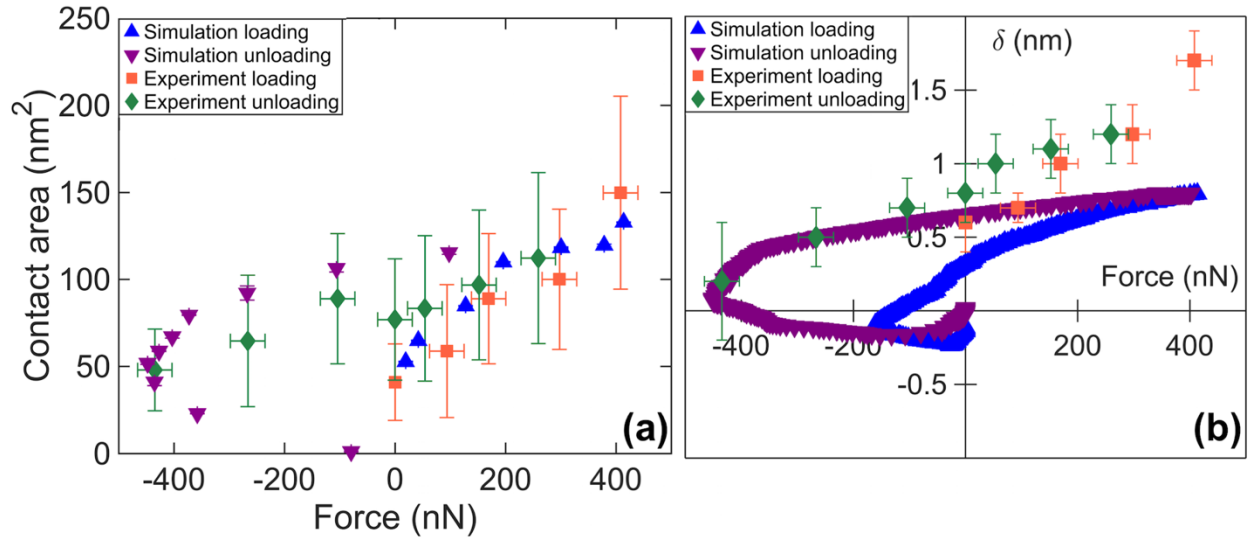 250
200
150
100
50
0
Contact area (nm2)
Simulation loading
Simulation unloading
Experiment loading
Experiment unloading
-400
-200
0
200
400
Force (nN)
(a)
Simulation loading
Simulation unloading
Experiment loading
Experiment unloading
δ (nm)
1.5
1
0.5
Force (nN)
-400
-200
200
400
-0.5
(b)